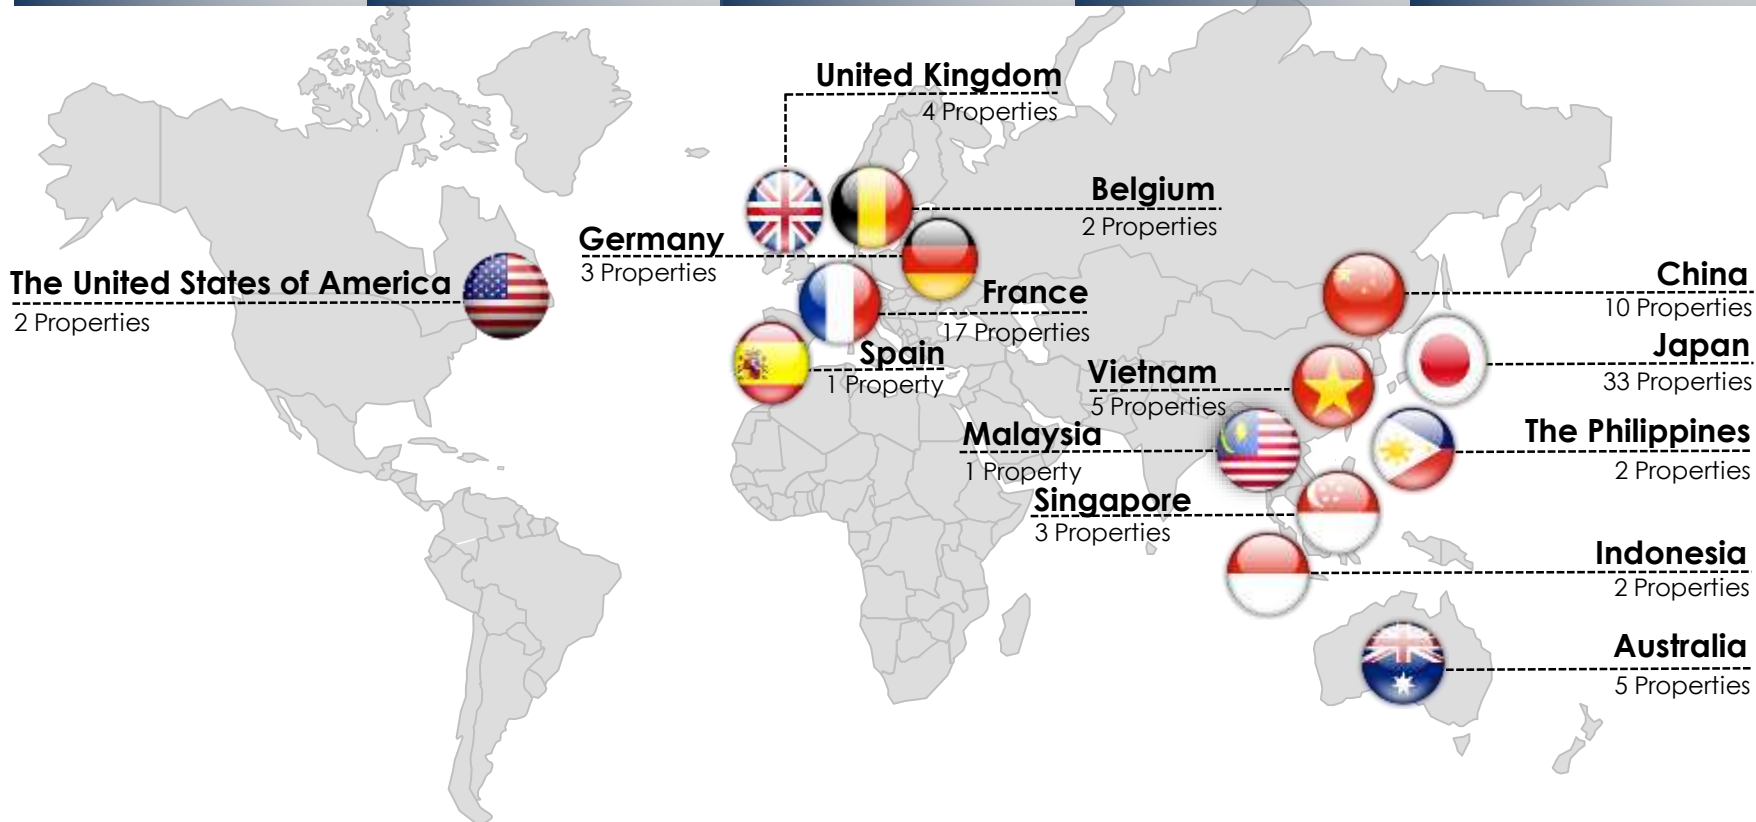 United Kingdom
4 Properties
Belgium
2 Properties
Germany
3 Properties
The United States of America
2 Properties
France
17 Properties
China
10 Properties
Spain
1 Property
Japan
33 Properties
Vietnam
5 Properties
Malaysia
1 Property
The Philippines
2 Properties
Singapore
3 Properties
Indonesia
2 Properties
Australia
5 Properties